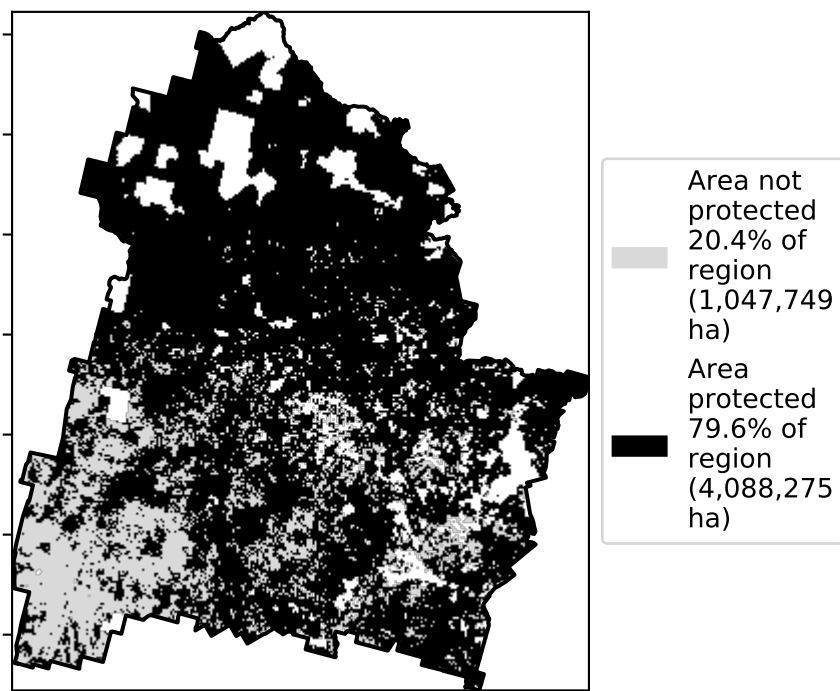 Area not
protected
20.4% of
region
(1,047,749
ha)
Area
protected
79.6% of
region
(4,088,275
ha)